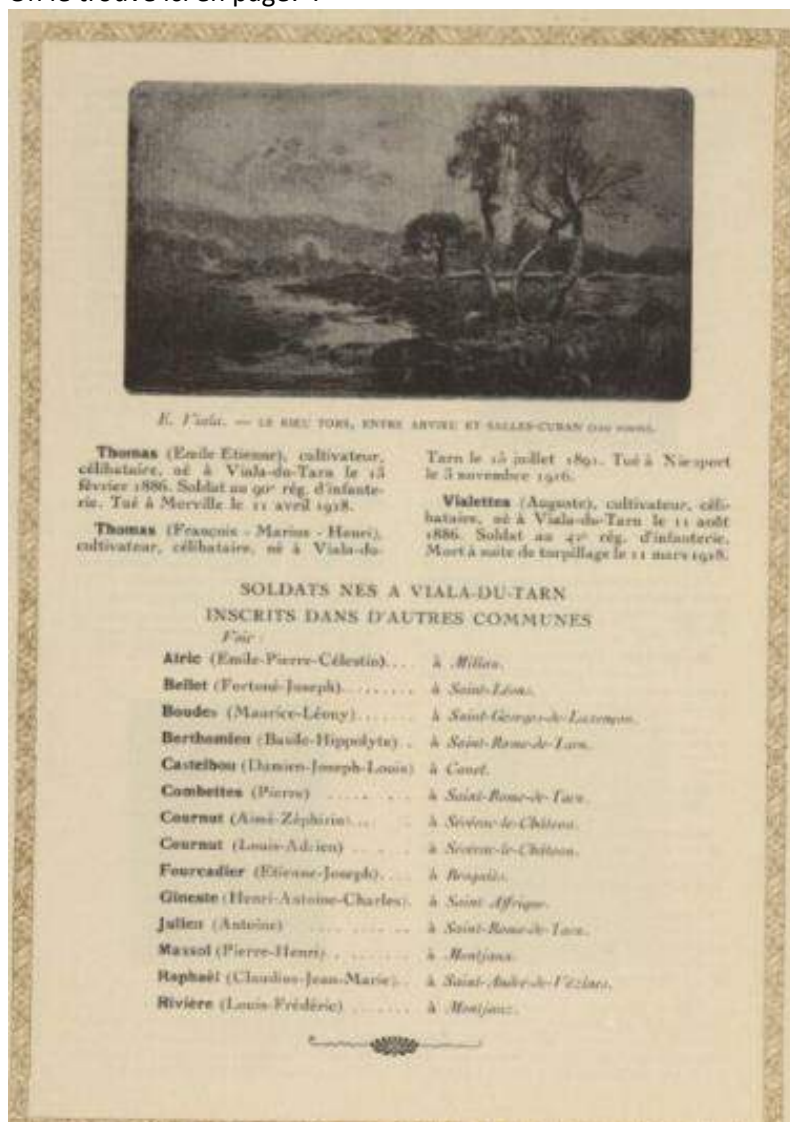 E. Viala. — LE RIEU TORS, ENTRE ARVIEU ET SALLES-CURAN
Thomas (Emile Etienne), cultivateur,
célibataire, né à Viala-du-Tarn le 13
février 1886. Soldat au 90e rég. d'infante-
rie. Tué à Merville le 11 avril 1918.
Thomas (François - Marius - Henri),
cultivateur, célibataire, né à Viala-du-
Tarn le 15 juillet 1891. Tué à Nieuport
le 3 novembre 1916.
Vialettes (Auguste), cultivateur, céli-
bataire, né à Viala-du-Tarn le 11 août
1886. Soldat au 42e rég. d'infanterie.
Mort à suite de torpillage le 11 mars 1918.
SOLDATS NES A VIALA-DU-TARN
INSCRITS DANS D'AUTRES COMMUNES
Voir :
Alric (Emile-Pierre-Célestin).... à Millau.
Bellet (Fortuné-Joseph)......... à Saint-Léons.
Boudes (Maurice-Léony)....... à Saint-Georges-de-Luzençon.
Berthomieu (Basile-Hippolyte) .. à Saint-Rome-de-Tarn.
Castelbou (Damien-Joseph-Louis) à Canet.
Combettes (Pierre) ........ à Saint-Rome-de-Tarn.
Cournut (Aimé-Zéphirin)... à Sévérac-le-Château.
Cournut (Louis-Adrien) ..... à Sévérac-le-Château.
Fourcadier (Etienne-Joseph).... à Broquiès.
Gineste (Henri-Antoine-Charles). à Saint-Affrique.
Julien (Antoine) ........ à Saint-Rome-de-Tarn.
Massol (Pierre-Henri) ........ à Montjaux.
Raphaël (Claudius-Jean-Marie).. à Saint-André-de-Vézines.
Rivière (Louis-Frédéric) ....... à Montjaux.